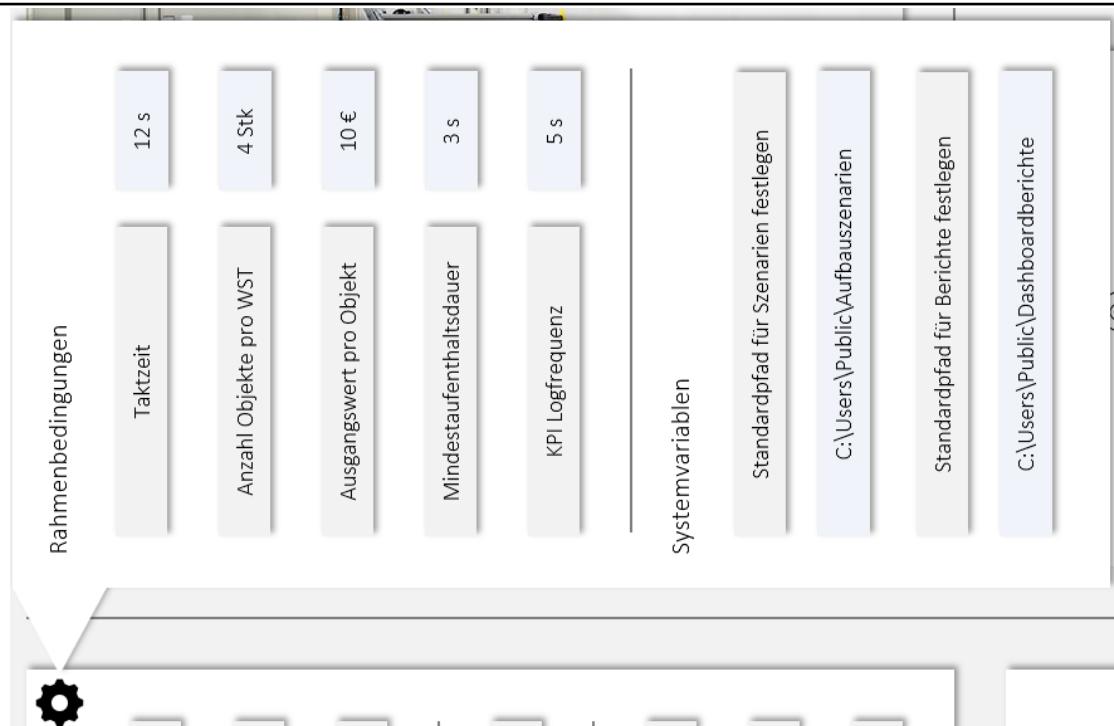 Rahmenbedingungen
Taktzeit
12 s
Anzahl Objekte pro WST
4 Stk
Ausgangswert pro Objekt
10 €
Mindestaufenthaltsdauer
3 s
KPI Logfrequenz
5 s
Systemvariablen
Standardpfad für Szenarien festlegen
C:\Users\Public\Aufbauszenarien
Standardpfad für Berichte festlegen
C:\Users\Public\Dashboardberichte